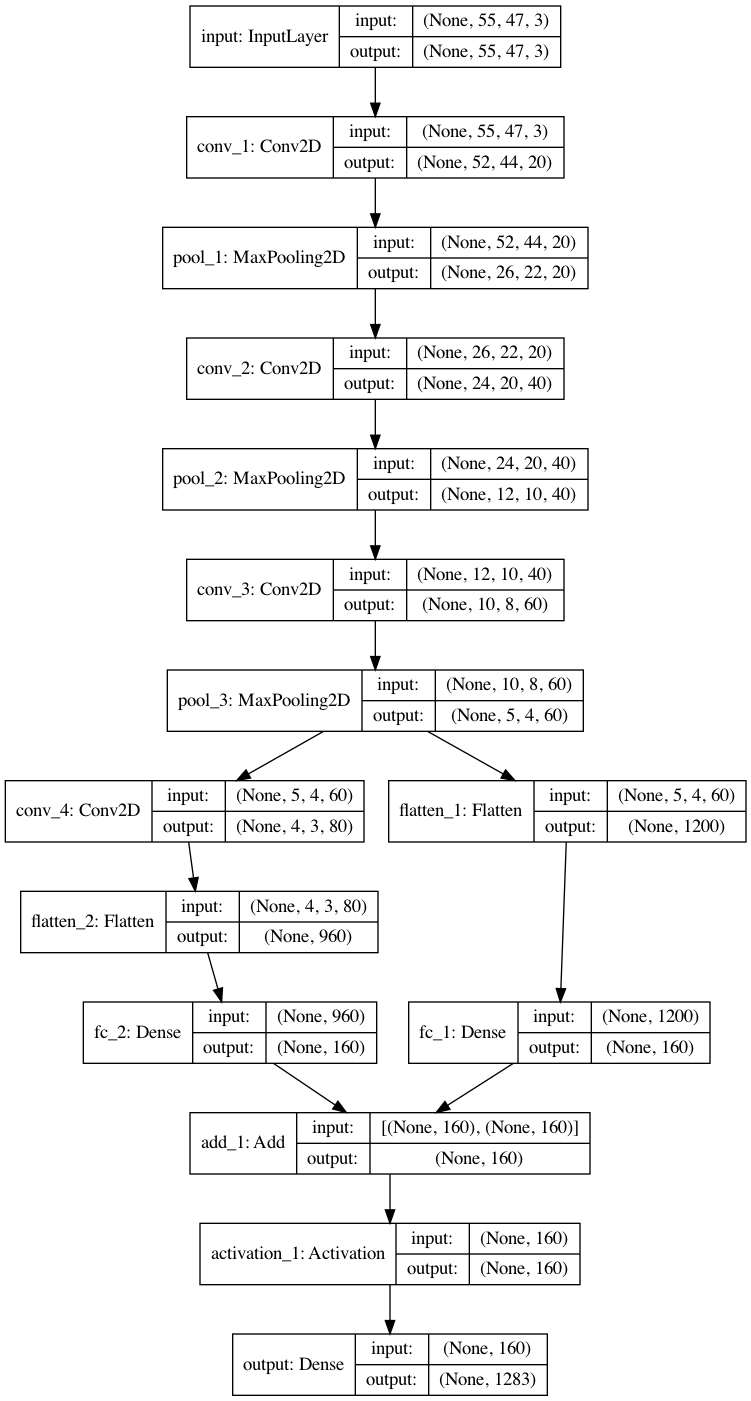 input: InputLayer
input: (None, 55, 47, 3)
output: (None, 55, 47, 3)
conv_1: Conv2D
input: (None, 55, 47, 3)
output: (None, 52, 44, 20)
pool_1: MaxPooling2D
input: (None, 52, 44, 20)
output: (None, 26, 22, 20)
conv_2: Conv2D
input: (None, 26, 22, 20)
output: (None, 24, 20, 40)
pool_2: MaxPooling2D
input: (None, 24, 20, 40)
output: (None, 12, 10, 40)
conv_3: Conv2D
input: (None, 12, 10, 40)
output: (None, 10, 8, 60)
pool_3: MaxPooling2D
input: (None, 10, 8, 60)
output: (None, 5, 4, 60)
conv_4: Conv2D
input: (None, 5, 4, 60)
output: (None, 4, 3, 80)
flatten_1: Flatten
input: (None, 5, 4, 60)
output: (None, 1200)
flatten_2: Flatten
input: (None, 4, 3, 80)
output: (None, 960)
fc_2: Dense
input: (None, 960)
output: (None, 160)
fc_1: Dense
input: (None, 1200)
output: (None, 160)
add_1: Add
input: [(None, 160), (None, 160)]
output: (None, 160)
activation_1: Activation
input: (None, 160)
output: (None, 160)
output: Dense
input: (None, 160)
output: (None, 1283)